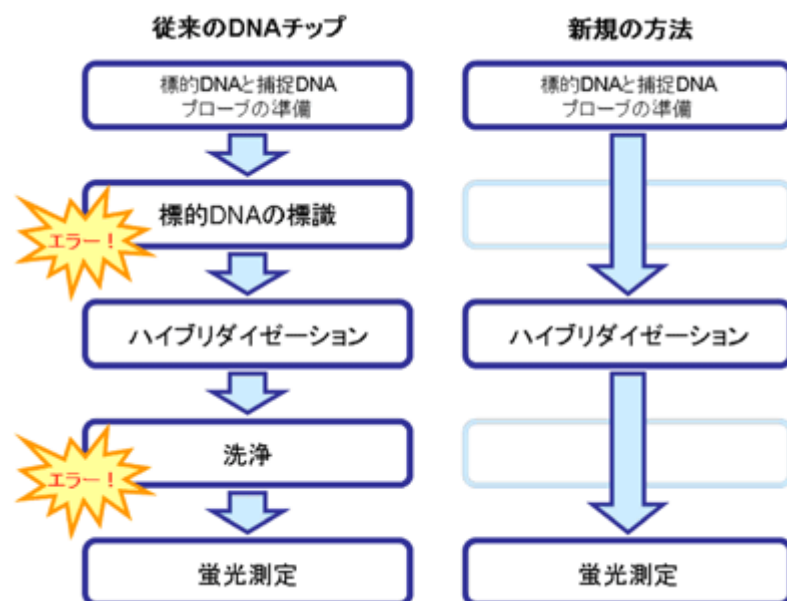 従来のDNAチップ
新規の方法
標的DNAと捕捉DNA
プローブの準備
標的DNAと捕捉DNA
プローブの準備
エラー!
標的DNAの標識
ハイブリダイゼーション
ハイブリダイゼーション
エラー!
洗浄
蛍光測定
蛍光測定